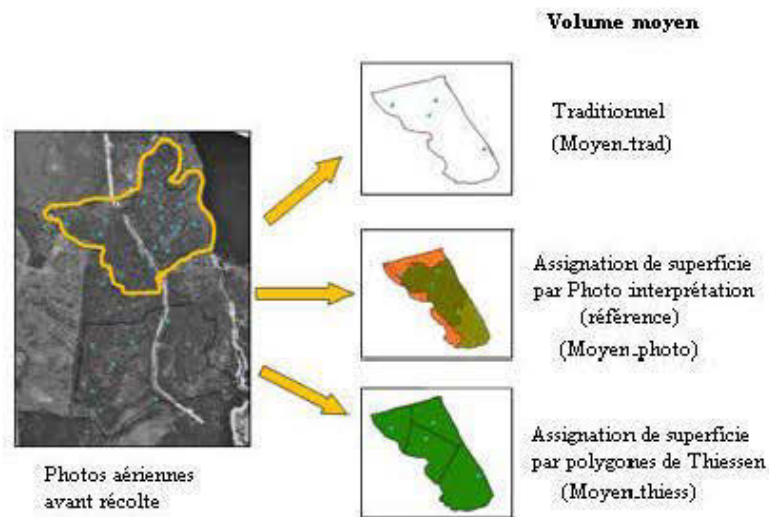 Volume moyen
Traditionnel
(Moyen_trad)
Assignation de superficie
par Photo interprétation
(référence)
(Moyen_photo)
Assignation de superficie
par polygones de Thiessen
(Moyen_thiess)
Photos aériennes
avant récolte